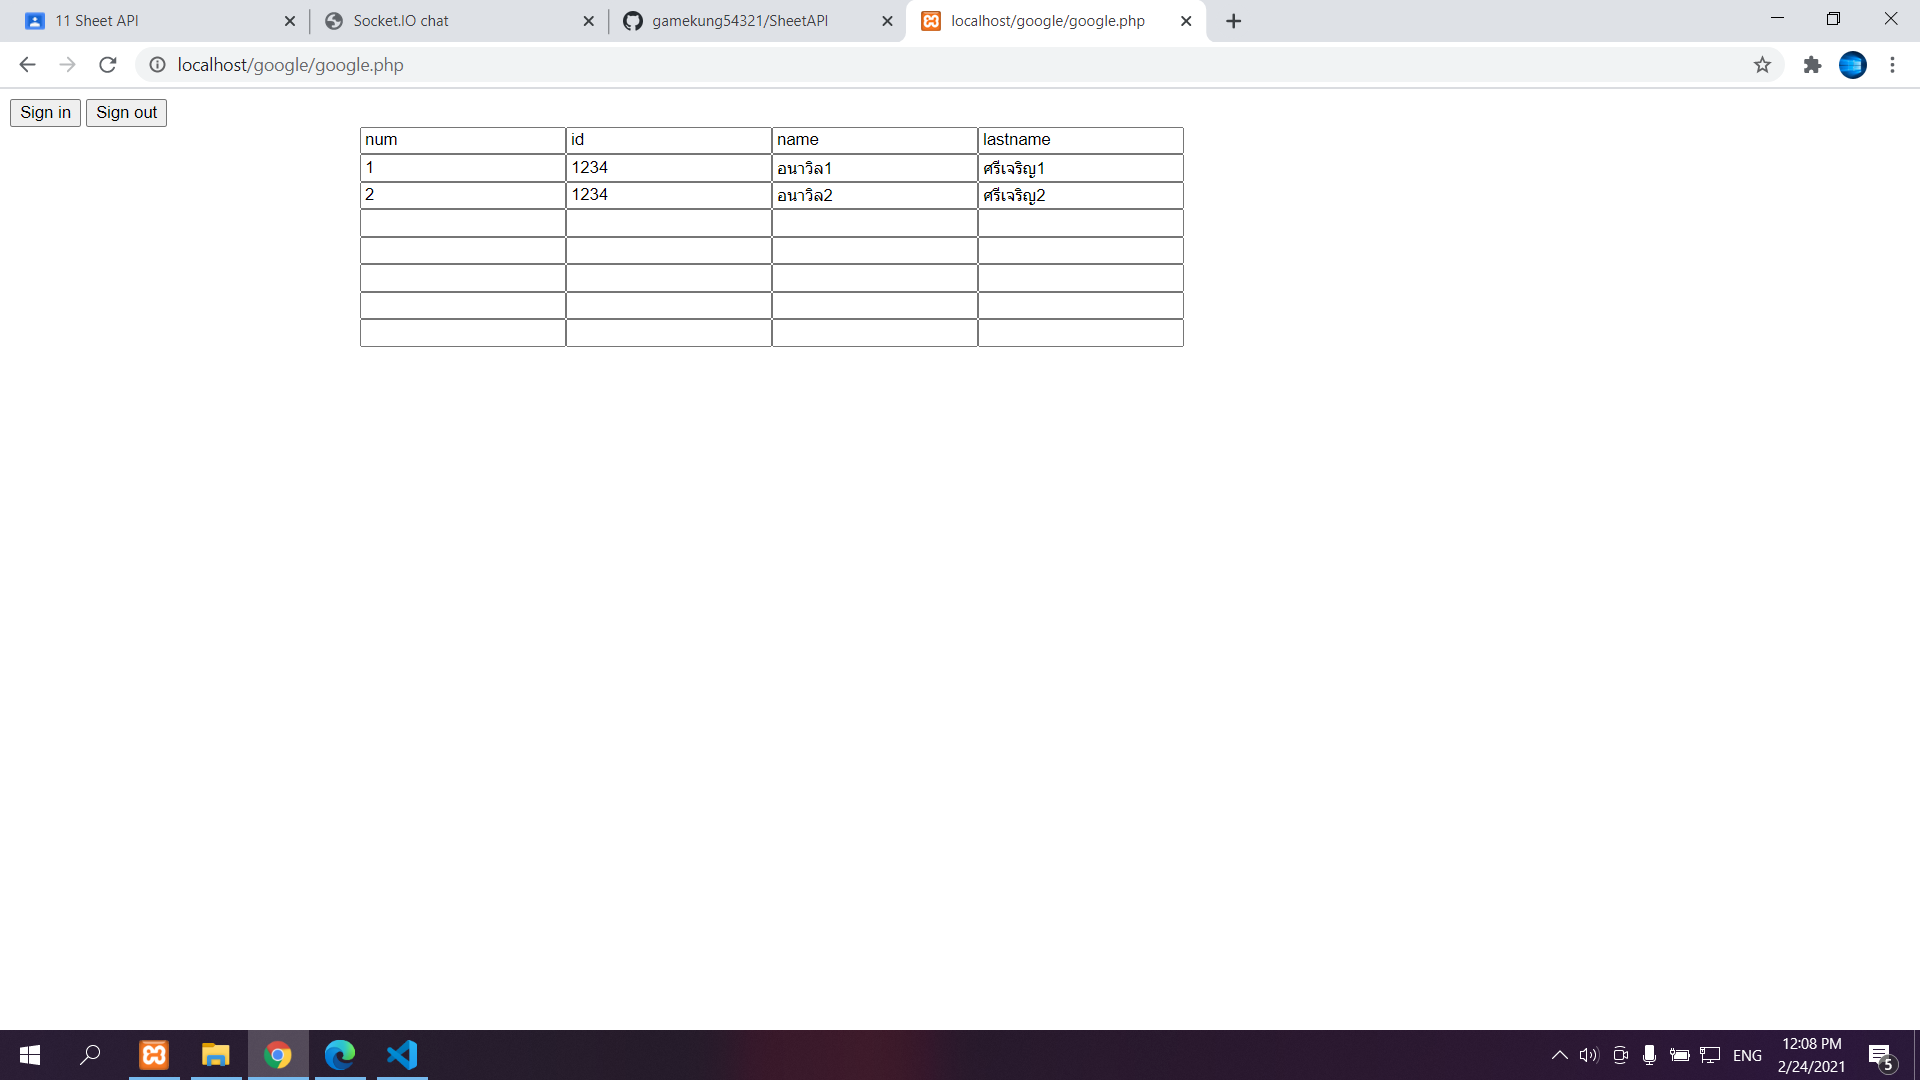 11 Sheet API
Socket.IO chat
gamekung54321/SheetAPI
localhost/google/google.php
localhost/google/google.php
Sign in Sign out
num id name lastname
1 1234 อนาวิล1 ศรีเจริญ1
2 1234 อนาวิล2 ศรีเจริญ2
ENG
12:08 PM
2/24/2021
5